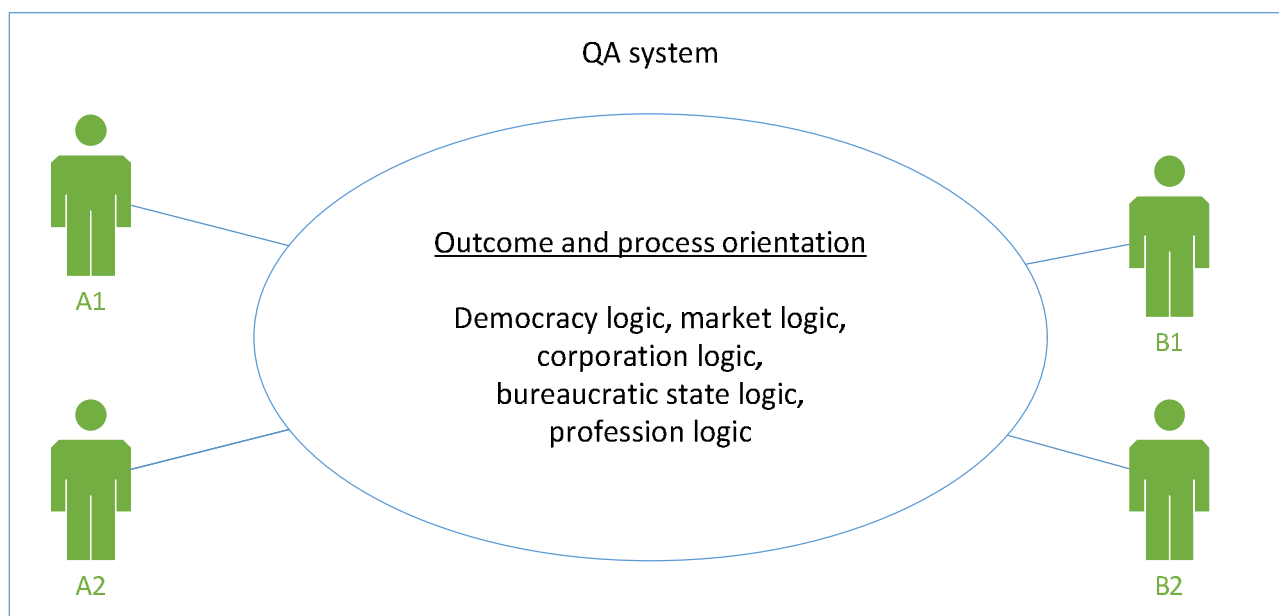 QA system
A1
A2
Outcome and process orientation
Democracy logic, market logic,
corporation logic,
bureaucratic state logic,
profession logic
B1
B2